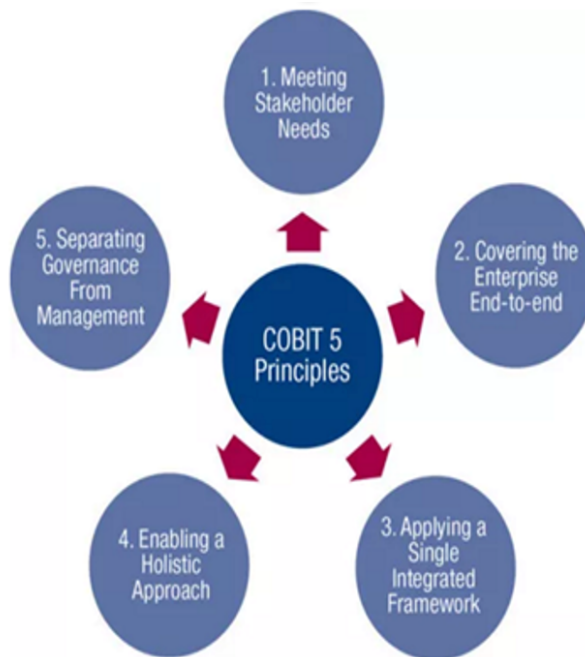 1. Meeting
Stakeholder
Needs
5. Separating
Governance
From
Management
2. Covering the
Enterprise
End-to-end
COBIT 5
Principles
4. Enabling a
Holistic
Approach
3. Applying a
Single
Integrated
Framework